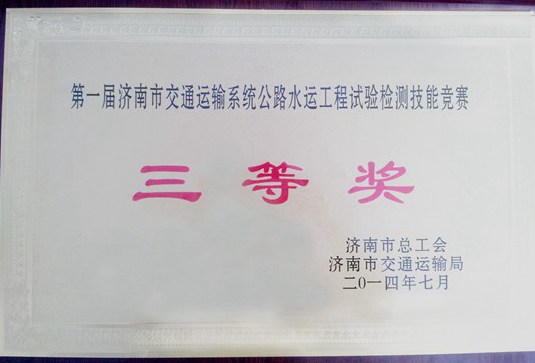 第一届济南市交通运输系统公路水运工程试验检测技能竞赛
三等奖
济南市总工会
济南市交通运输局
二〇一四年七月